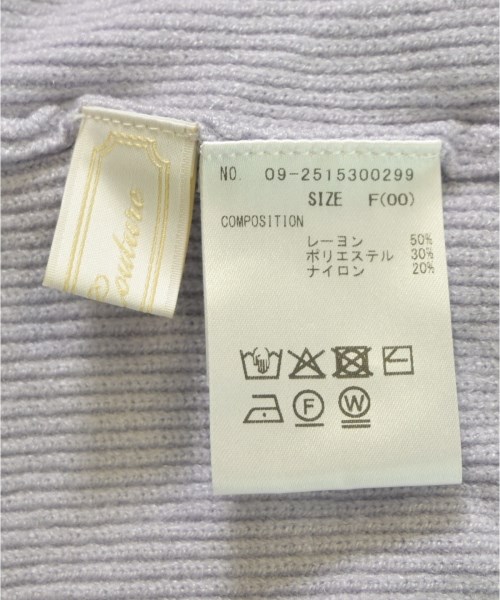 NO. 09-2515300299
SIZE F(00)
COMPOSITION
レーヨン 50%
ポリエステル 30%
ナイロン 20%
F W